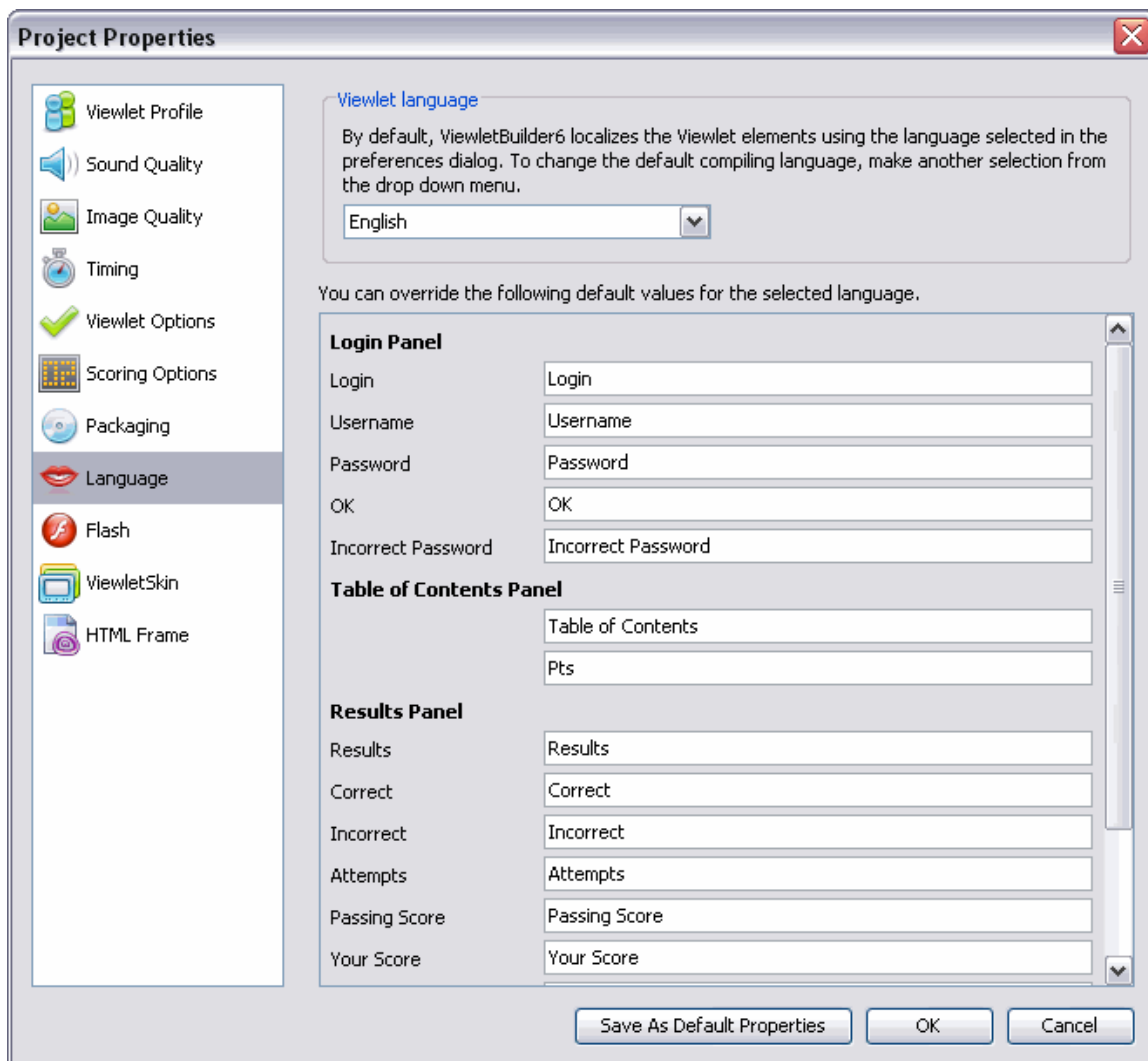 Project Properties
Viewlet Profile
Sound Quality
Image Quality
Timing
Viewlet Options
Scoring Options
Packaging
Language
Flash
ViewletSkin
HTML Frame
Viewlet language
By default, ViewletBuilder6 localizes the Viewlet elements using the language selected in the
preferences dialog. To change the default compiling language, make another selection from
the drop down menu.
English
You can override the following default values for the selected language.
Login Panel
Login Login
Username Username
Password Password
OK OK
Incorrect Password Incorrect Password
Table of Contents Panel
Table of Contents
Pts
Results Panel
Results Results
Correct Correct
Incorrect Incorrect
Attempts Attempts
Passing Score Passing Score
Your Score Your Score
Save As Default Properties OK Cancel